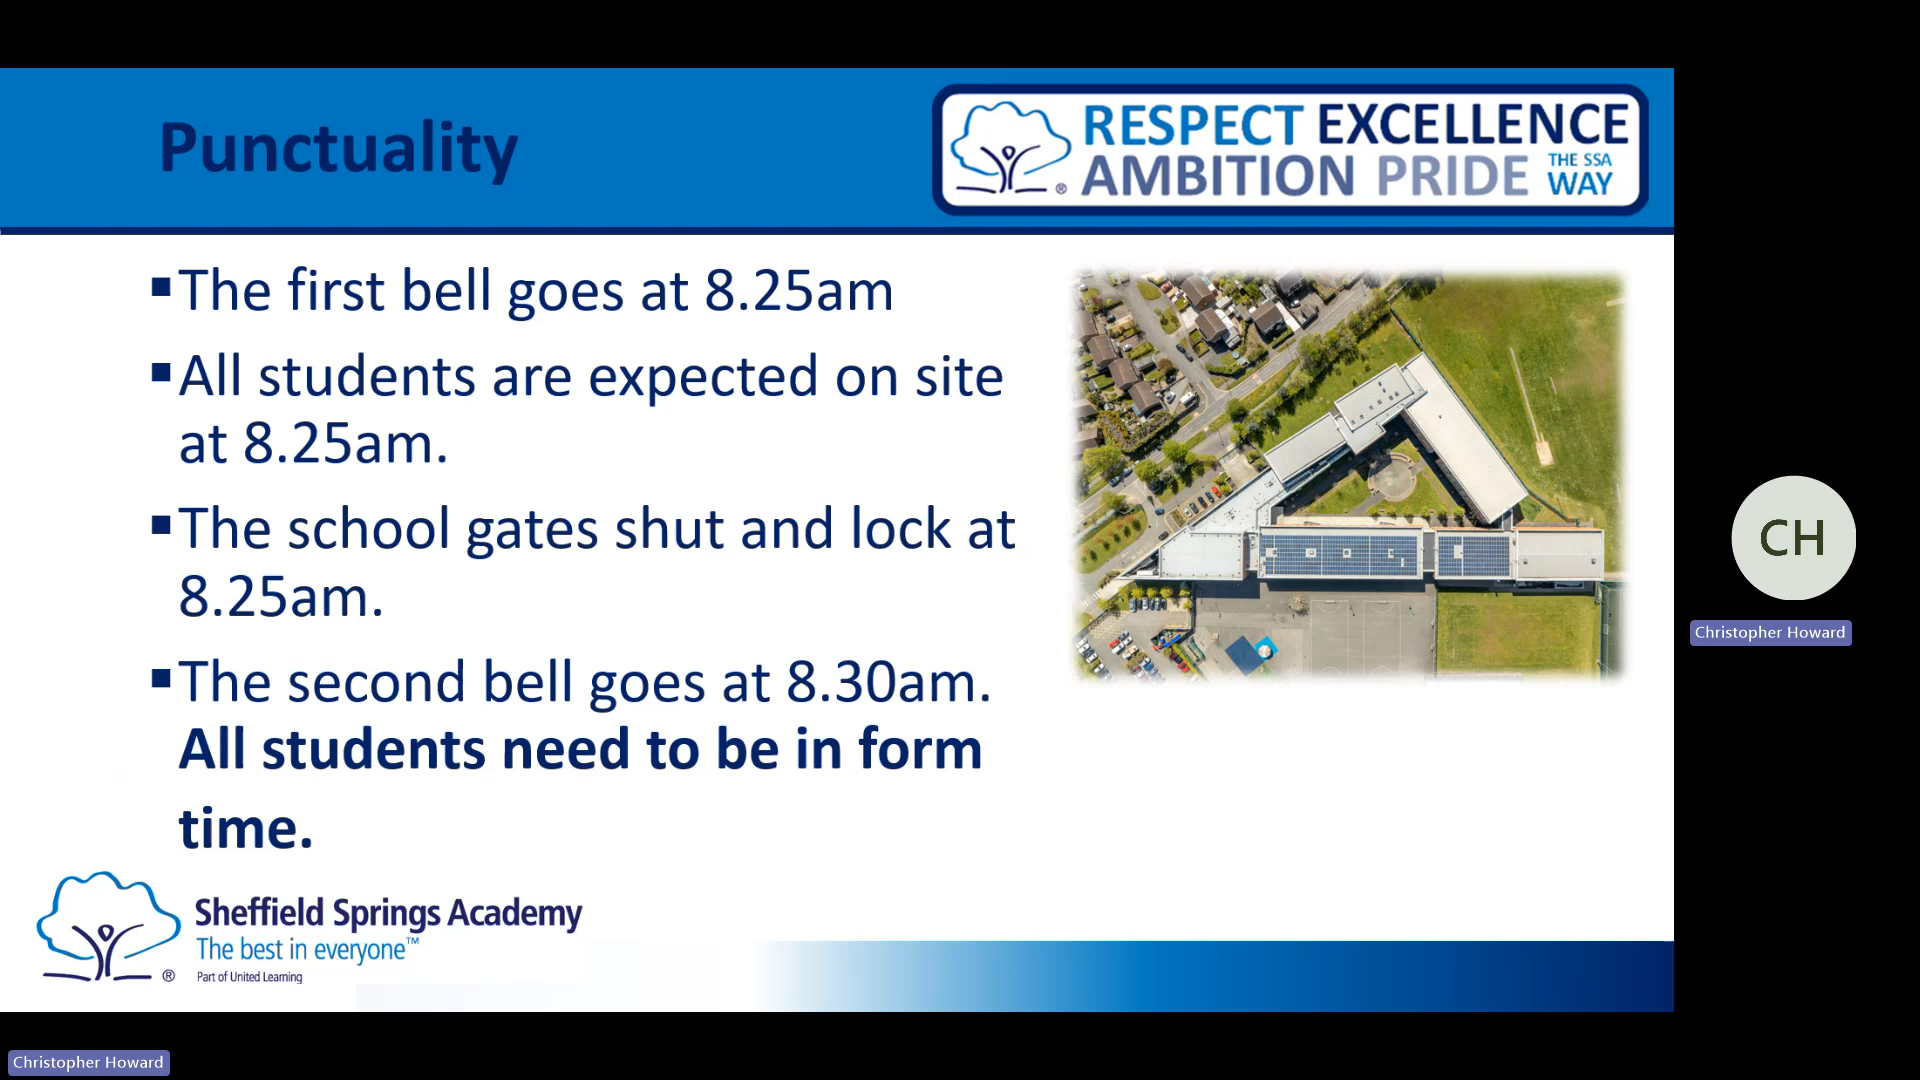 Punctuality
RESPECT EXCELLENCE
AMBITION PRIDE THE SSA WAY
®
▪The first bell goes at 8.25am
▪All students are expected on site
at 8.25am.
▪The school gates shut and lock at
8.25am.
▪The second bell goes at 8.30am.
All students need to be in form
time.
Sheffield Springs Academy
The best in everyone™
® Part of United Learning
CH
Christopher Howard
Christopher Howard